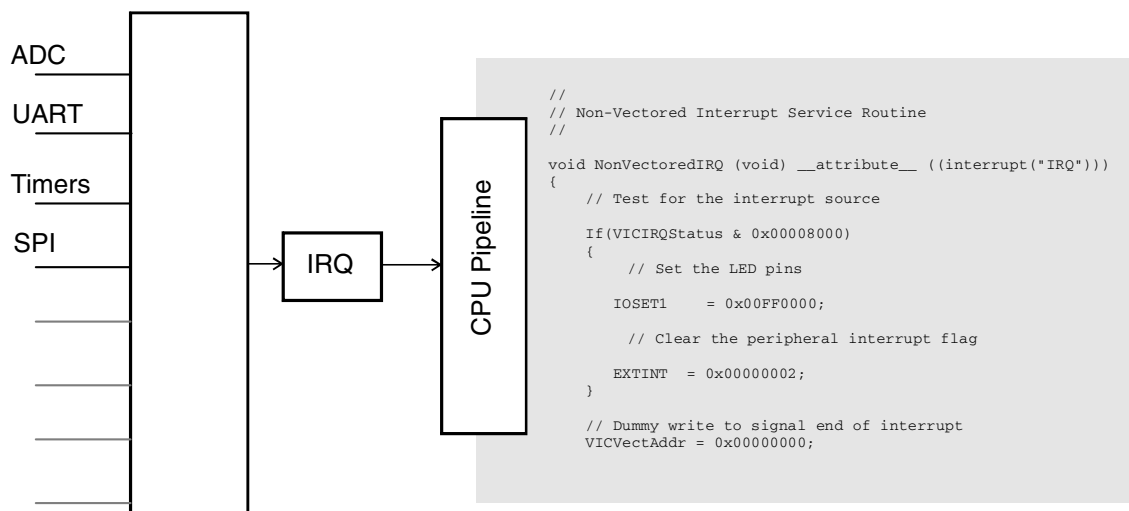 ADC
UART
Timers
SPI
IRQ
CPU Pipeline
//
// Non-Vectored Interrupt Service Routine
//
void NonVectoredIRQ (void) __attribute__ ((interrupt("IRQ")))
{
// Test for the interrupt source
If(VICIRQStatus & 0x00008000)
{
// Set the LED pins
IOSET1 = 0x00FF0000;
// Clear the peripheral interrupt flag
EXTINT = 0x00000002;
}
// Dummy write to signal end of interrupt
VICVectAddr = 0x00000000;